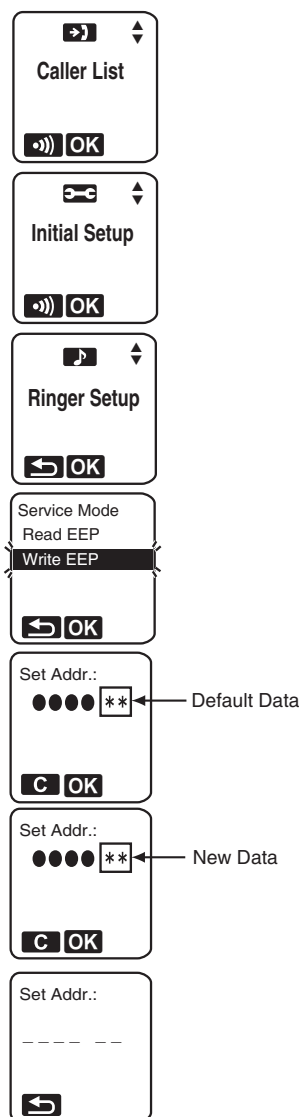 Caller List
OK
Initial Setup
OK
Ringer Setup
OK
Service Mode
Read EEP
Write EEP
OK
Set Addr.:
●●●● ** Default Data
C OK
Set Addr.:
●●●● ** New Data
C OK
Set Addr.:
_ _ _ _ _ _